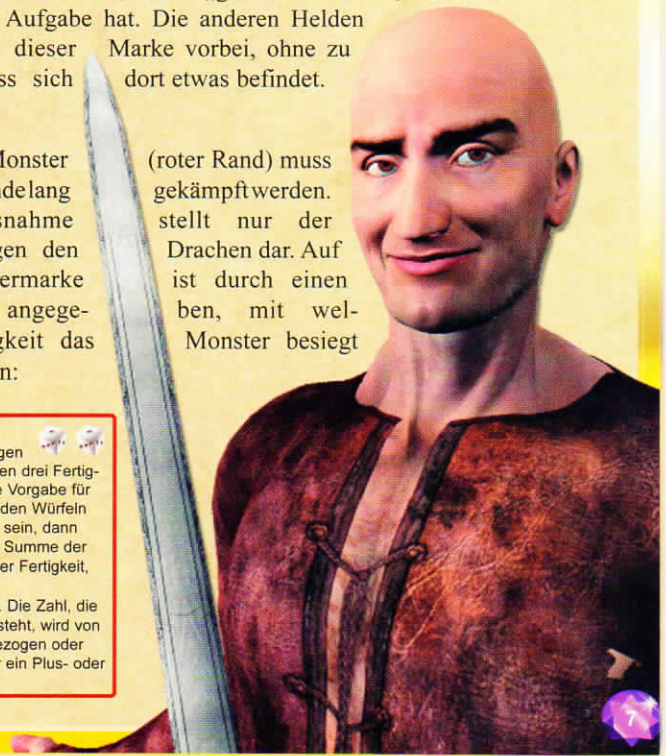 Aufgabe hat. Die anderen Helden
dieser Marke vorbei, ohne zu
ss sich dort etwas befindet.
Monster (roter Rand) muss
delang gekämpft werden.
snahme stellt nur der
gen den Drachen dar. Auf
ermarke ist durch einen
angege- ben, mit wel-
gkeit das Monster besiegt
n:
gen
en drei Fertig-
e Vorgabe für
den Würfeln
sein, dann
Summe der
er Fertigkeit,
. Die Zahl, die
steht, wird von
ezogen oder
r ein Plus- oder
7